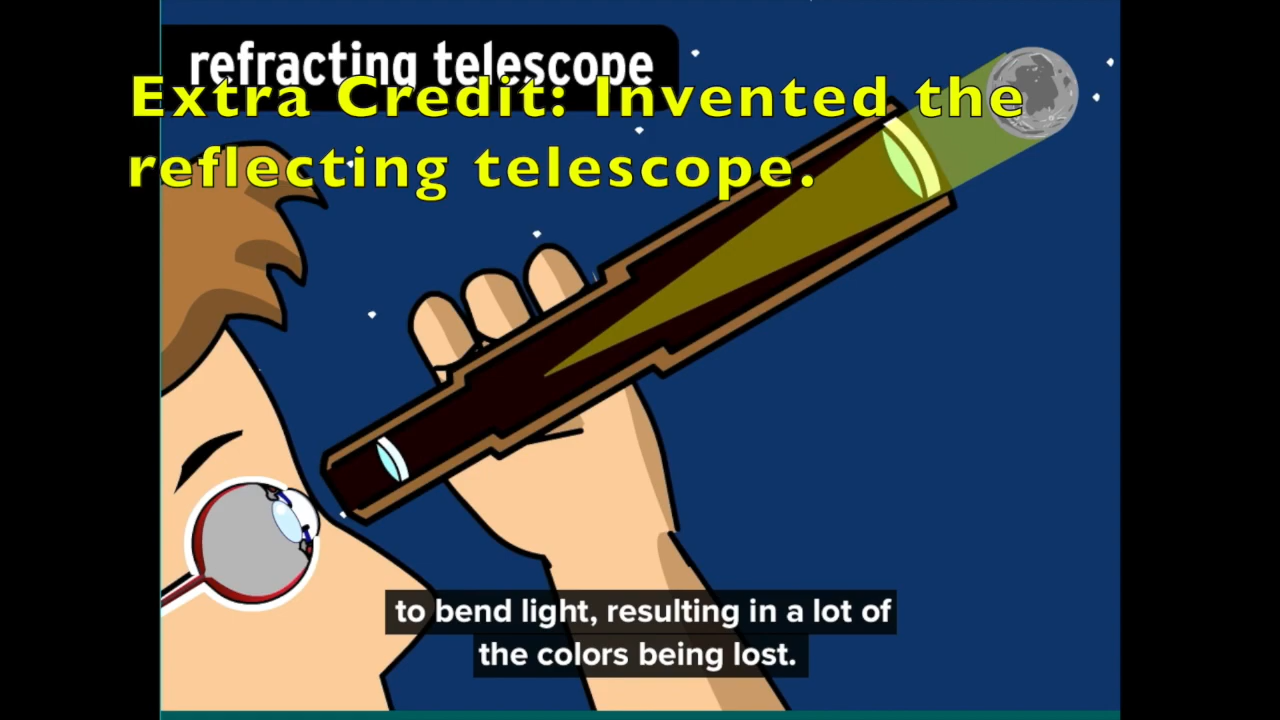 refracting telescope
Extra Credit: Invented the
reflecting telescope.
to bend light, resulting in a lot of
the colors being lost.